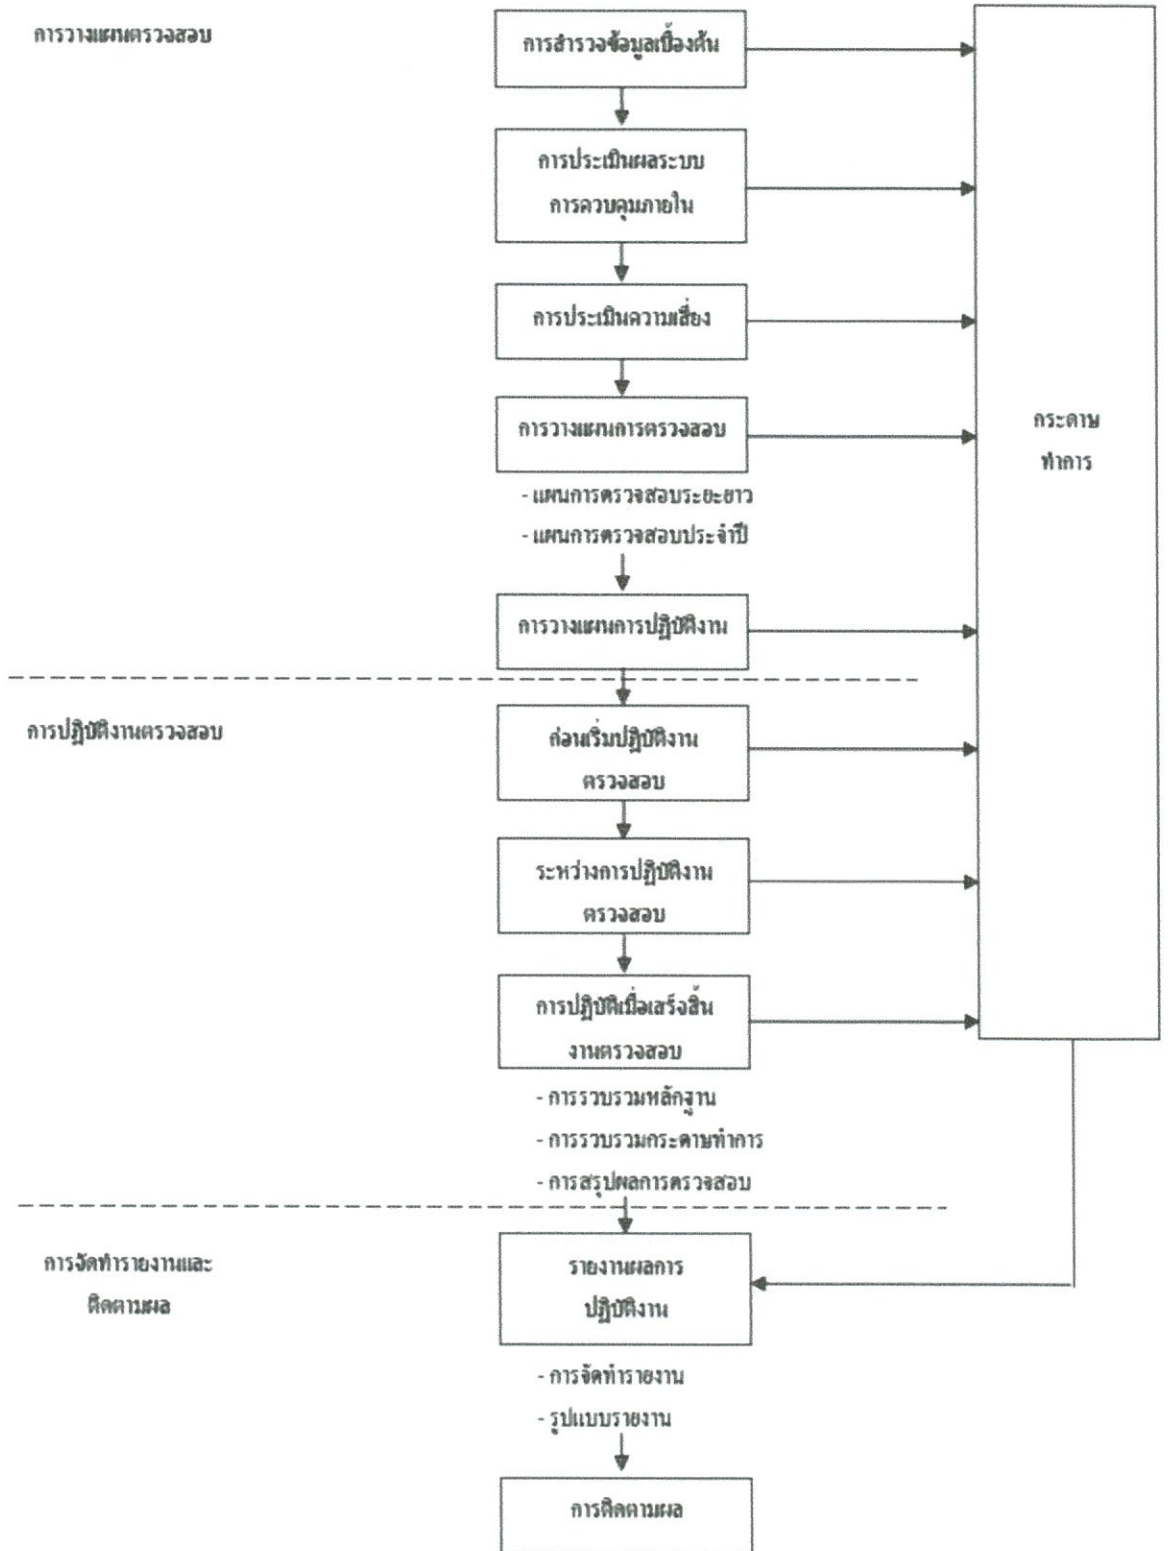 การวางแผนตรวจสอบ
การสำรวจข้อมูลเบื้องต้น
การประเมินผลระบบ
การควบคุมภายใน
การประเมินความเสี่ยง
การวางแผนการตรวจสอบ
- แผนการตรวจสอบระยะยาว
- แผนการตรวจสอบประจำปี
การวางแผนการปฏิบัติงาน
กระดาษ
ทำการ
การปฏิบัติงานตรวจสอบ
ก่อนเริ่มปฏิบัติงาน
ตรวจสอบ
ระหว่างการปฏิบัติงาน
ตรวจสอบ
การปฏิบัติเมื่อเสร็จสิ้น
งานตรวจสอบ
- การรวบรวมหลักฐาน
- การรวบรวมกระดาษทำการ
- การสรุปผลการตรวจสอบ
การจัดทำรายงานและ
ติดตามผล
รายงานผลการ
ปฏิบัติงาน
- การจัดทำรายงาน
- รูปแบบรายงาน
การติดตามผล